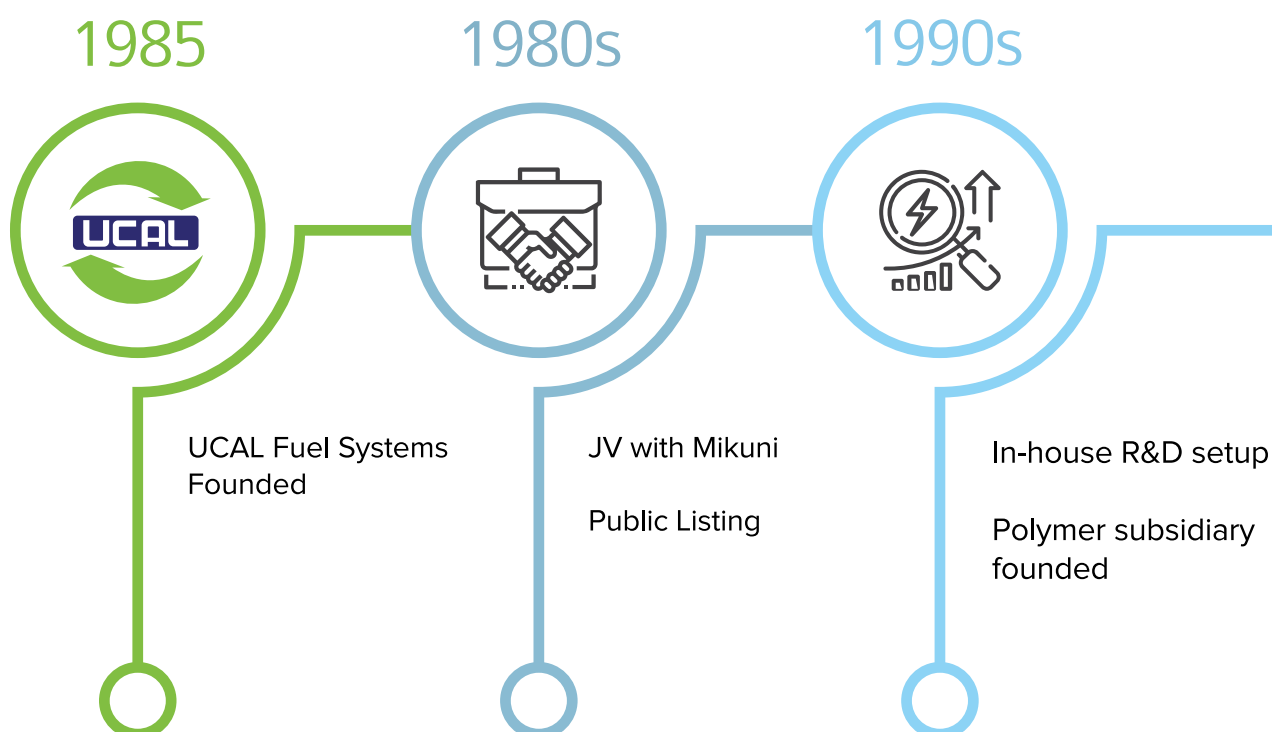 1985
1980s
1990s
UCAL
UCAL Fuel Systems
Founded
JV with Mikuni
Public Listing
In-house R&D setup
Polymer subsidiary
founded